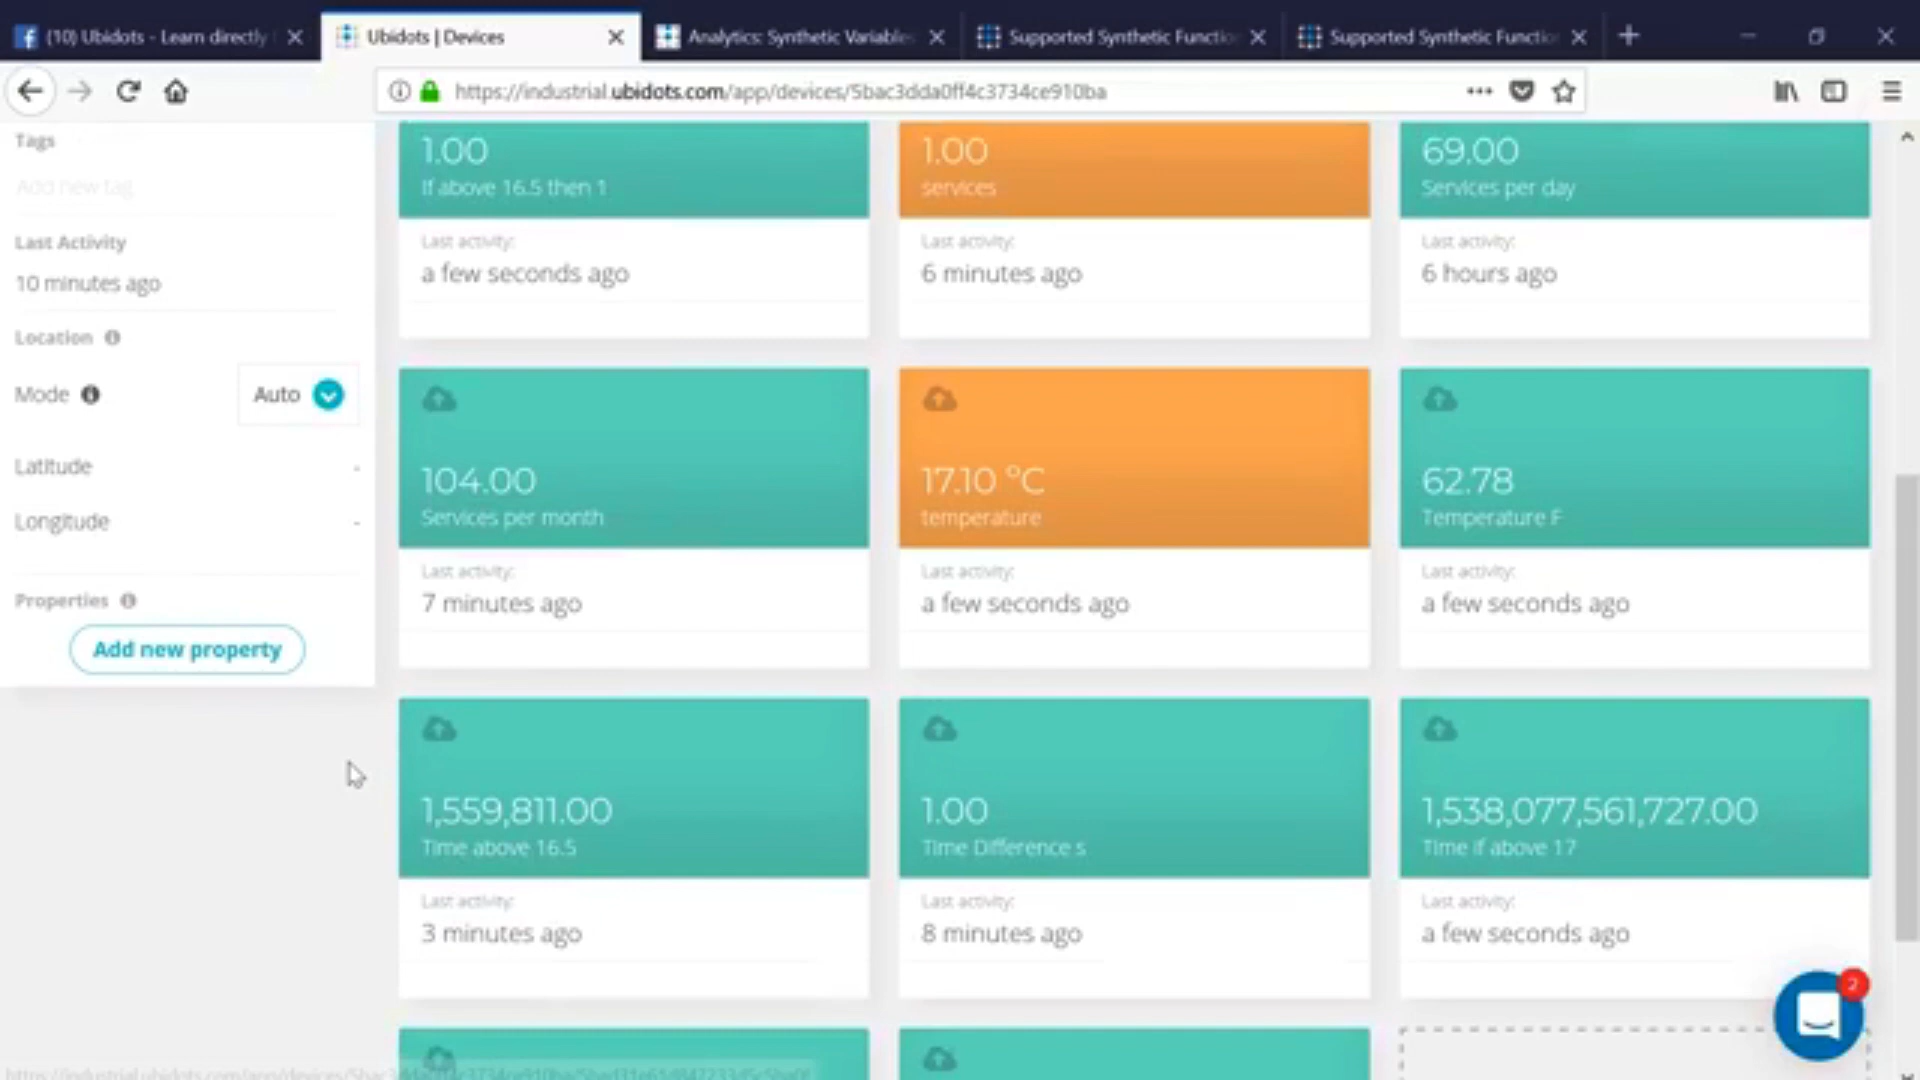 (10) Ubidots - Learn directly
Ubidots | Devices
Analytics: Synthetic Variables
Supported Synthetic Functio
Supported Synthetic Functio
https://industrial.ubidots.com/app/devices/5bac3dda0ff4c3734ce910ba
Tags
Add new tag
Last Activity
10 minutes ago
Location
Mode
Auto
Latitude
-
Longitude
-
Properties
Add new property
1.00
If above 16.5 then 1
Last activity:
a few seconds ago
1.00
services
Last activity:
6 minutes ago
69.00
Services per day
Last activity:
6 hours ago
104.00
Services per month
Last activity:
7 minutes ago
17.10 ºC
temperature
Last activity:
a few seconds ago
62.78
Temperature F
Last activity:
a few seconds ago
1,559,811.00
Time above 16.5
Last activity:
3 minutes ago
1.00
Time Difference s
Last activity:
8 minutes ago
1,538,077,561,727.00
Time if above 17
Last activity:
a few seconds ago
2